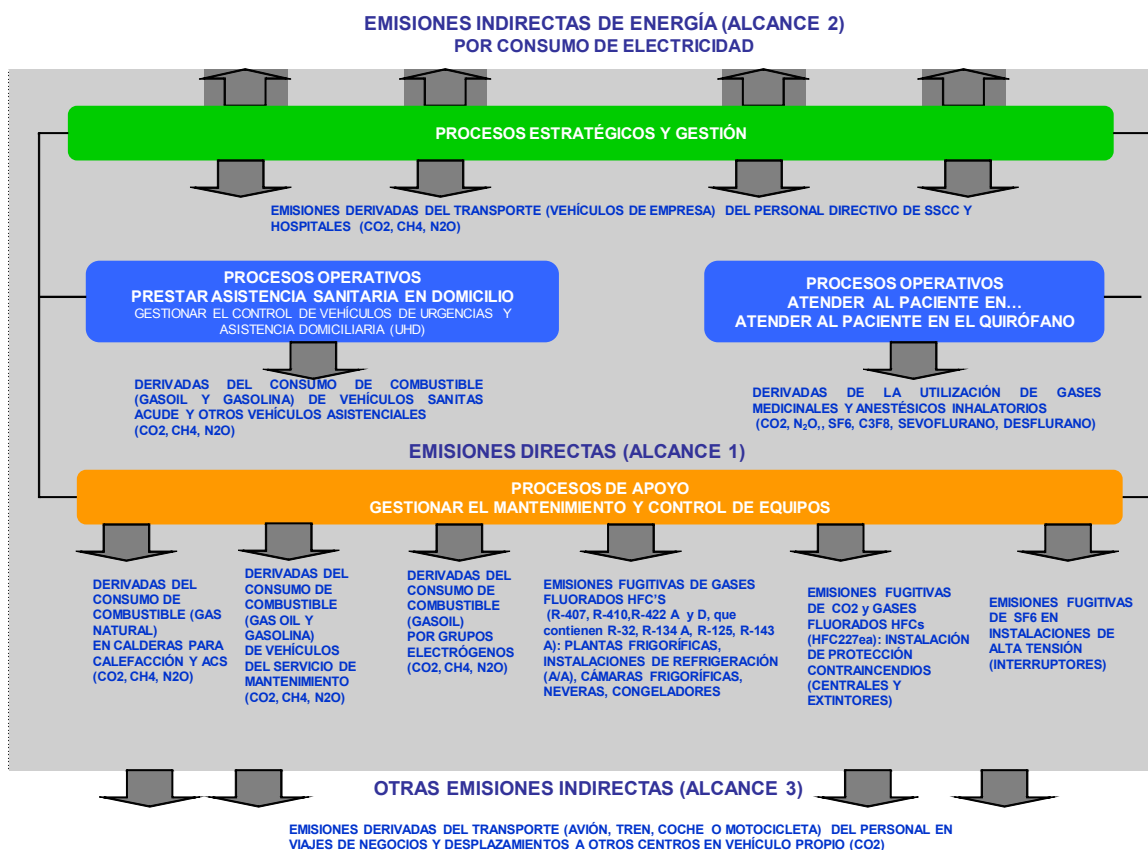 EMISIONES INDIRECTAS DE ENERGÍA (ALCANCE 2)
POR CONSUMO DE ELECTRICIDAD
PROCESOS ESTRATÉGICOS Y GESTIÓN
EMISIONES DERIVADAS DEL TRANSPORTE (VEHÍCULOS DE EMPRESA) DEL PERSONAL DIRECTIVO DE SSCC Y
HOSPITALES (CO2, CH4, N2O)
PROCESOS OPERATIVOS
PRESTAR ASISTENCIA SANITARIA EN DOMICILIO
GESTIONAR EL CONTROL DE VEHÍCULOS DE URGENCIAS Y
ASISTENCIA DOMICILIARIA (UHD)
PROCESOS OPERATIVOS
ATENDER AL PACIENTE EN…
ATENDER AL PACIENTE EN EL QUIRÓFANO
DERIVADAS DEL CONSUMO DE COMBUSTIBLE
(GASOIL Y GASOLINA) DE VEHÍCULOS SANITAS
ACUDE Y OTROS VEHÍCULOS ASISTENCIALES
(CO2, CH4, N2O)
DERIVADAS DE LA UTILIZACIÓN DE GASES
MEDICINALES Y ANESTÉSICOS INHALATORIOS
(CO2, N₂O,, SF6, C3F8, SEVOFLURANO, DESFLURANO)
EMISIONES DIRECTAS (ALCANCE 1)
PROCESOS DE APOYO
GESTIONAR EL MANTENIMIENTO Y CONTROL DE EQUIPOS
DERIVADAS DEL
CONSUMO DE
COMBUSTIBLE (GAS
NATURAL)
EN CALDERAS PARA
CALEFACCIÓN Y ACS
(CO2, CH4, N2O)
DERIVADAS DEL
CONSUMO DE
COMBUSTIBLE
(GAS OIL Y
GASOLINA)
DE VEHÍCULOS
DEL SERVICIO DE
MANTENIMIENTO
(CO2, CH4, N2O)
DERIVADAS DEL
CONSUMO DE
COMBUSTIBLE
(GASOIL)
POR GRUPOS
ELECTRÓGENOS
(CO2, CH4, N2O)
EMISIONES FUGITIVAS DE GASES
FLUORADOS HFC'S
(R-407, R-410,R-422 A y D, que
contienen R-32, R-134 A, R-125, R-143
A): PLANTAS FRIGORÍFICAS,
INSTALACIONES DE REFRIGERACIÓN
(A/A), CÁMARAS FRIGORÍFICAS,
NEVERAS, CONGELADORES
EMISIONES FUGITIVAS
DE CO2 y GASES
FLUORADOS HFCs
(HFC227ea): INSTALACIÓN
DE PROTECCIÓN
CONTRAINCENDIOS
(CENTRALES Y
EXTINTORES)
EMISIONES FUGITIVAS
DE SF6 EN
INSTALACIONES DE
ALTA TENSIÓN
(INTERRUPTORES)
OTRAS EMISIONES INDIRECTAS (ALCANCE 3)
EMISIONES DERIVADAS DEL TRANSPORTE (AVIÓN, TREN, COCHE O MOTOCICLETA) DEL PERSONAL EN
VIAJES DE NEGOCIOS Y DESPLAZAMIENTOS A OTROS CENTROS EN VEHÍCULO PROPIO (CO2)